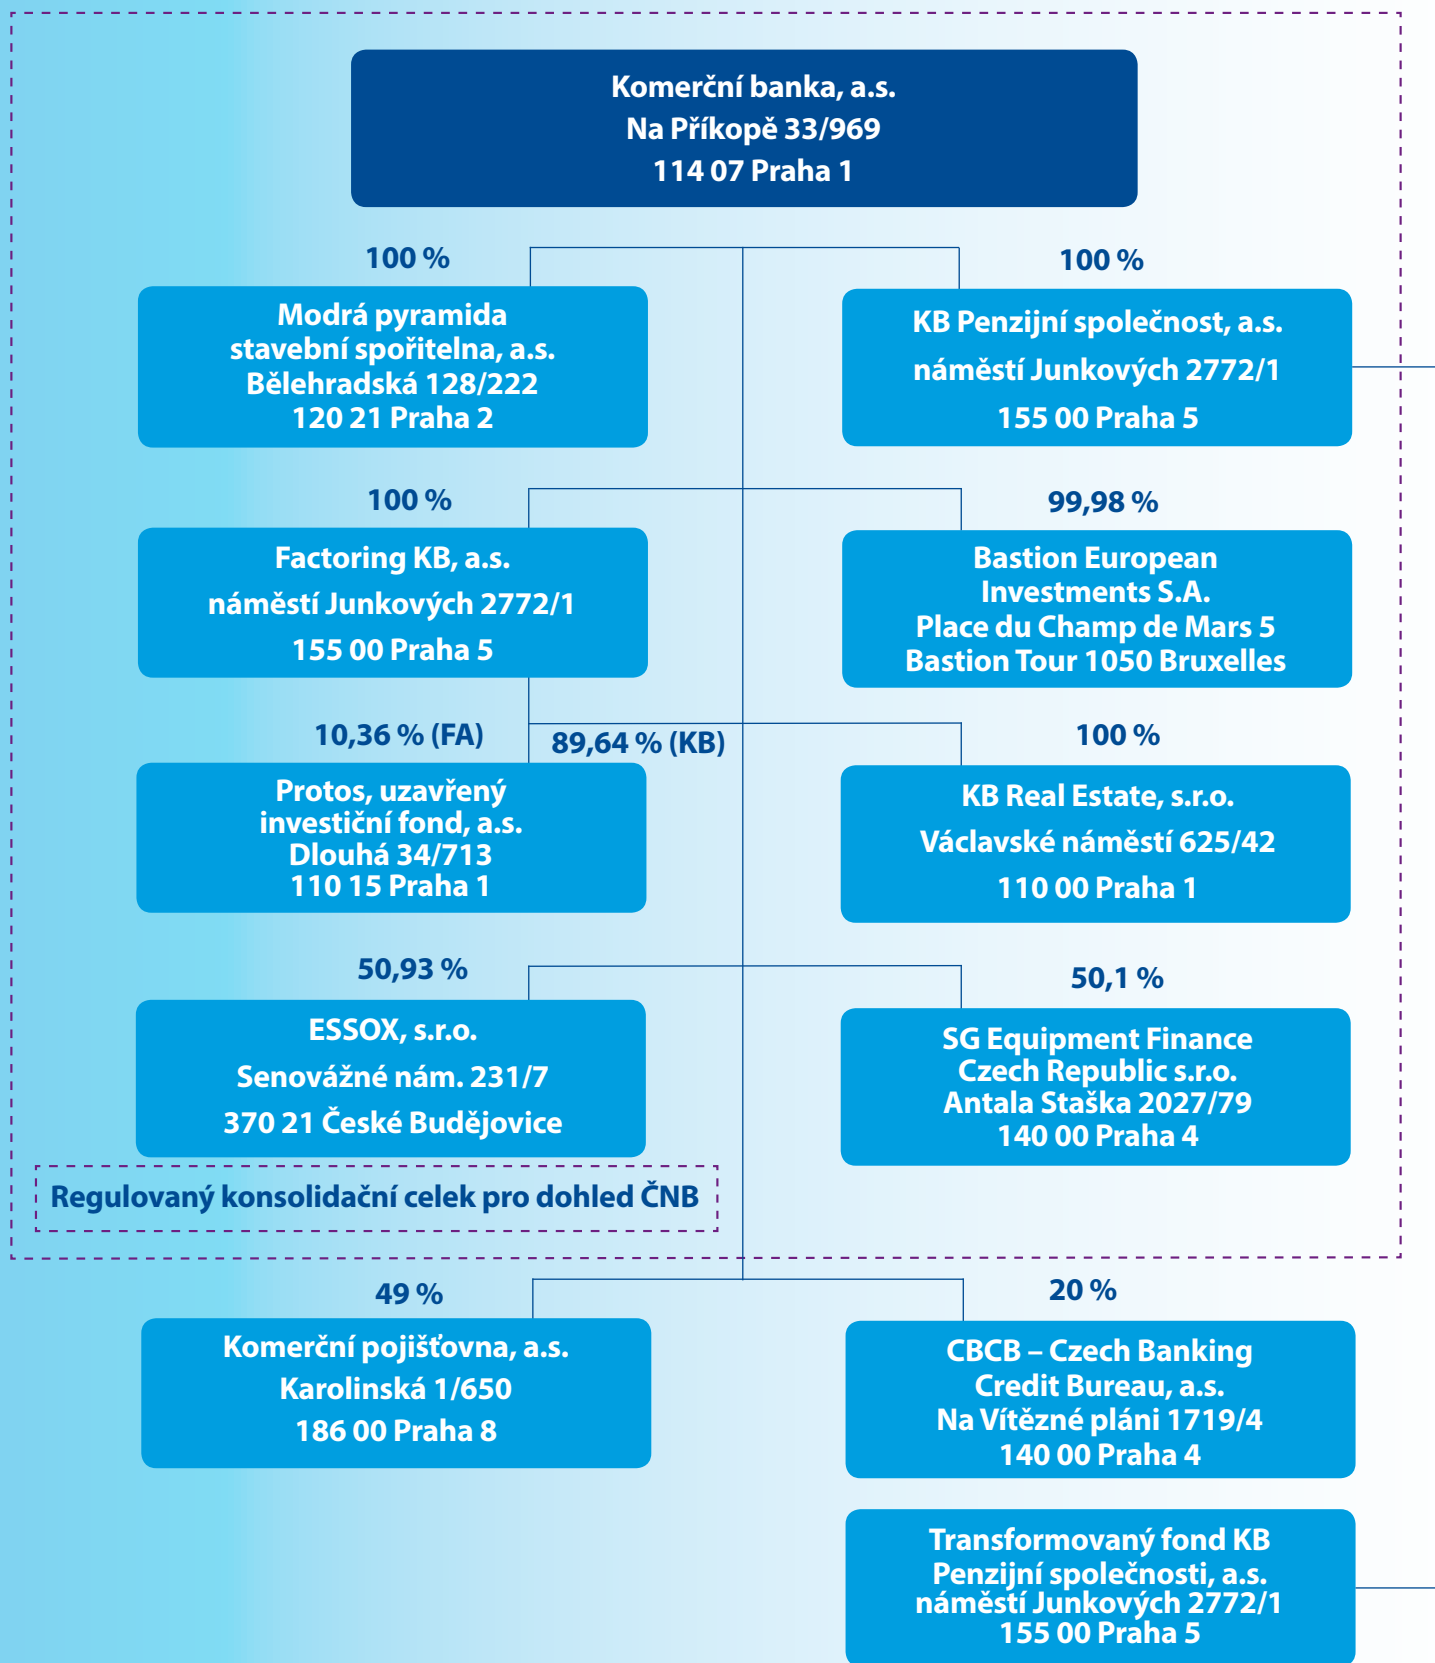 Komerční banka, a.s.
Na Příkopě 33/969
114 07 Praha 1
100 %
Modrá pyramida
stavební spořitelna, a.s.
Bělehradská 128/222
120 21 Praha 2
100 %
KB Penzijní společnost, a.s.
náměstí Junkových 2772/1
155 00 Praha 5
100 %
Factoring KB, a.s.
náměstí Junkových 2772/1
155 00 Praha 5
99,98 %
Bastion European
Investments S.A.
Place du Champ de Mars 5
Bastion Tour 1050 Bruxelles
10,36 % (FA)
89,64 % (KB)
Protos, uzavřený
investiční fond, a.s.
Dlouhá 34/713
110 15 Praha 1
100 %
KB Real Estate, s.r.o.
Václavské náměstí 625/42
110 00 Praha 1
50,93 %
ESSOX, s.r.o.
Senovážné nám. 231/7
370 21 České Budějovice
50,1 %
SG Equipment Finance
Czech Republic s.r.o.
Antala Staška 2027/79
140 00 Praha 4
Regulovaný konsolidační celek pro dohled ČNB
49 %
Komerční pojišťovna, a.s.
Karolinská 1/650
186 00 Praha 8
20 %
CBCB – Czech Banking
Credit Bureau, a.s.
Na Vítězné pláni 1719/4
140 00 Praha 4
Transformovaný fond KB
Penzijní společnosti, a.s.
náměstí Junkových 2772/1
155 00 Praha 5